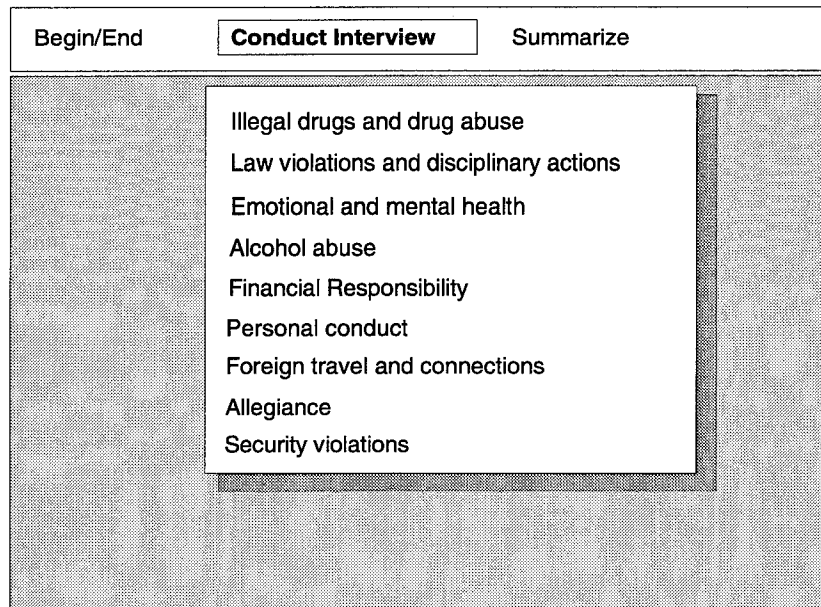 Begin/End Conduct Interview Summarize
Illegal drugs and drug abuse
Law violations and disciplinary actions
Emotional and mental health
Alcohol abuse
Financial Responsibility
Personal conduct
Foreign travel and connections
Allegiance
Security violations